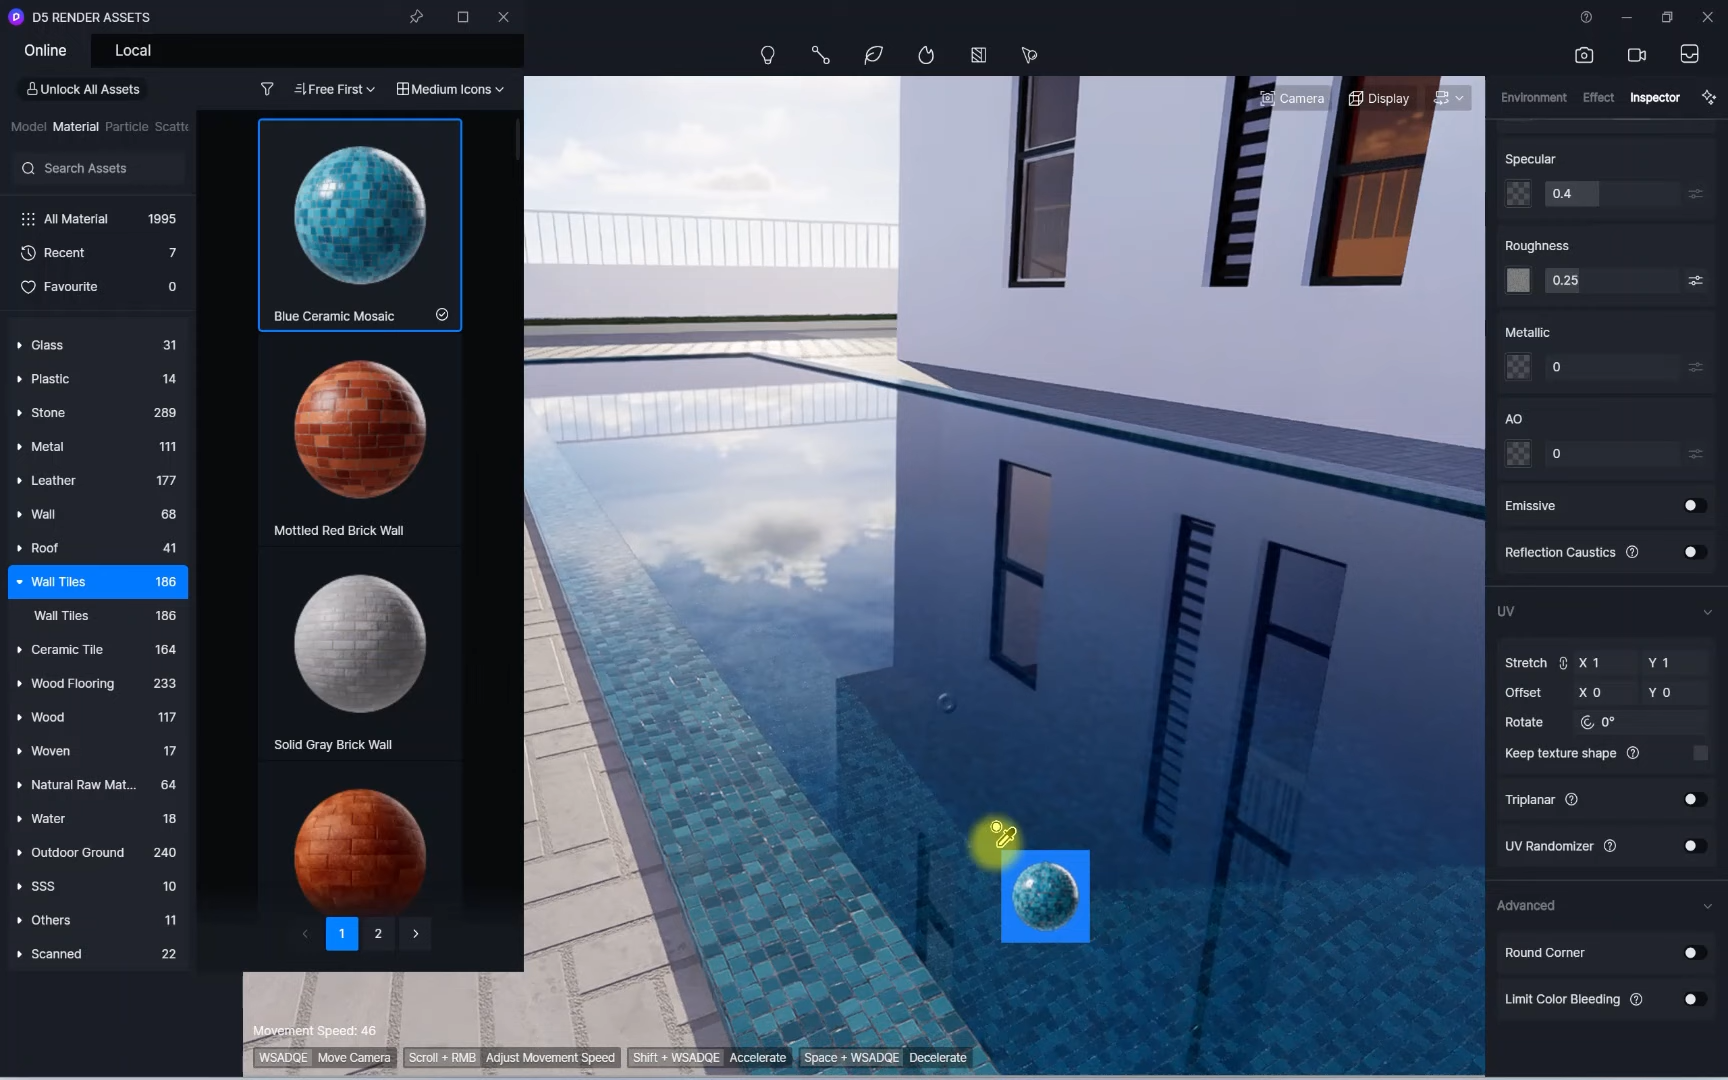 D5 RENDER ASSETS
Online
Local
Unlock All Assets
Free First
Medium Icons
Model
Material
Particle
Search Assets
All Material 1995
Recent 7
Favourite 0
Glass 31
Plastic 14
Stone 289
Metal 111
Leather 177
Wall 68
Roof 41
Wall Tiles 186
Wall Tiles 186
Ceramic Tile 164
Wood Flooring 233
Wood 117
Woven 17
Natural Raw Mat... 64
Water 18
Outdoor Ground 240
SSS 10
Others 11
Scanned 22
Blue Ceramic Mosaic
Mottled Red Brick Wall
Solid Gray Brick Wall
1
2
Camera
Display
Movement Speed: 46
WSADQE Move Camera
Scroll + RMB Adjust Movement Speed
Shift + WSADQE Accelerate
Space + WSADQE Decelerate
Environment
Effect
Inspector
Specular
0.4
Roughness
0.25
Metallic
0
AO
0
Emissive
Reflection Caustics
UV
Stretch X 1 Y 1
Offset X 0 Y 0
Rotate 0°
Keep texture shape
Triplanar
UV Randomizer
Advanced
Round Corner
Limit Color Bleeding